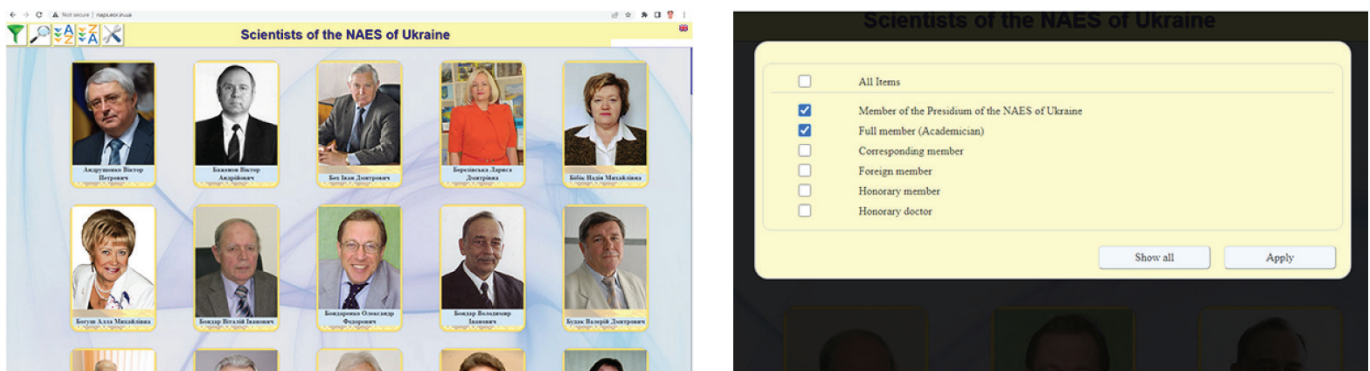 Not secure | naps.eor.in.ua
A Z
Z A
Scientists of the NAES of Ukraine
Андрущенко Віктор
Петрович
Бажанов Віктор
Андрійович
Бех Іван Дмитрович
Березівська Лариса
Дмитрівна
Бібік Надія Михайлівна
Богуш Алла Михайлівна
Бондар Віталій Іванович
Бондаренко Олександр
Федорович
Бондар Володимир
Іванович
Будак Валерій Дмитрович
Scientists of the NAES of Ukraine
All Items
Member of the Presidium of the NAES of Ukraine
Full member (Academician)
Corresponding member
Foreign member
Honorary member
Honorary doctor
Show all
Apply